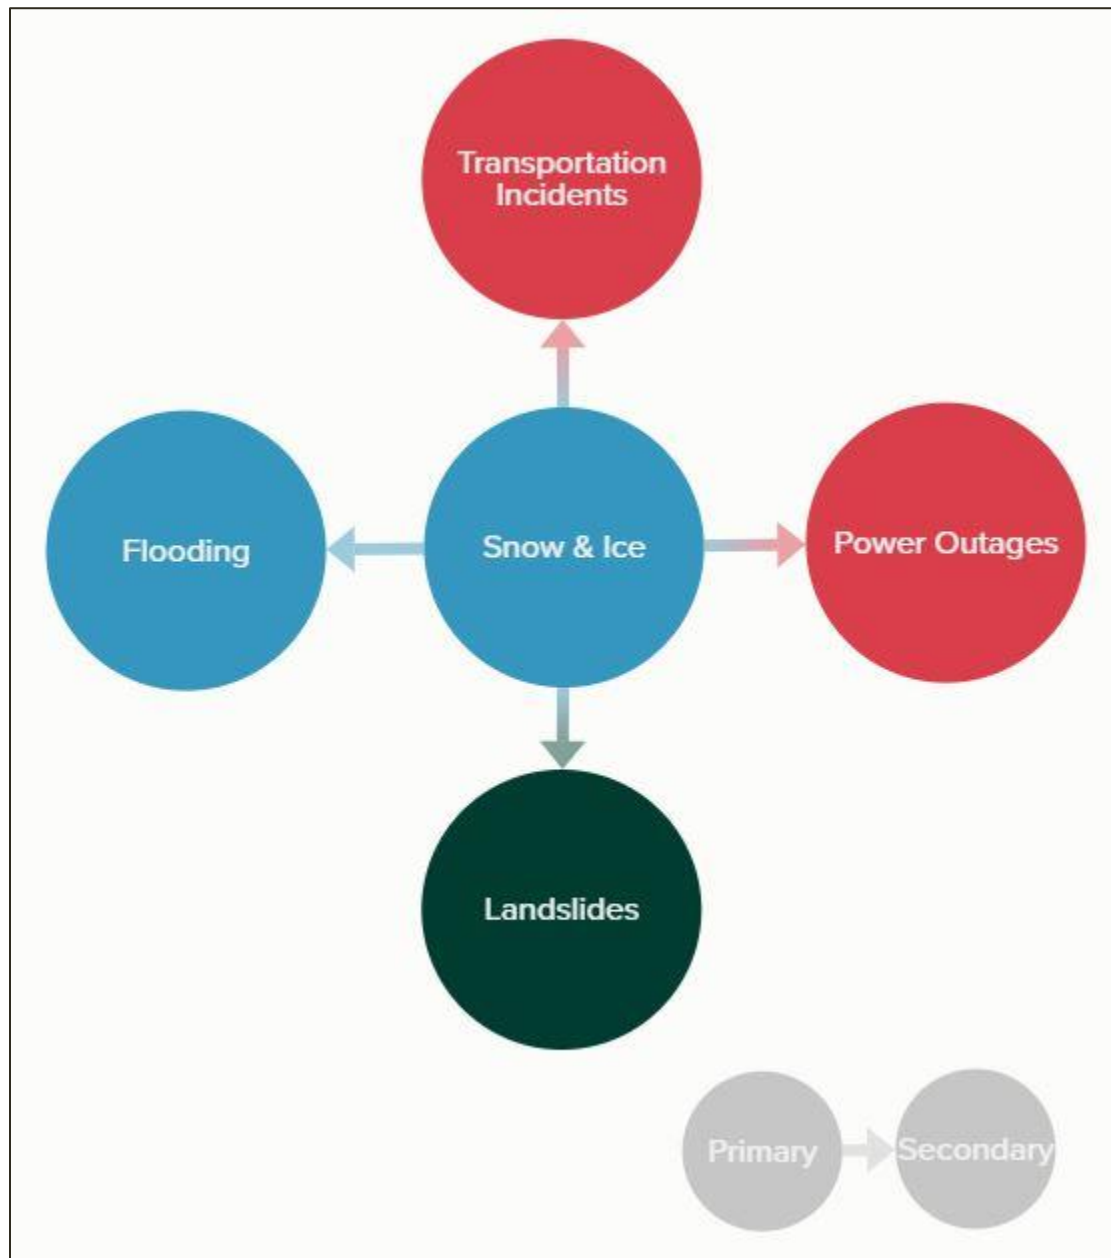 Transportation
Incidents
Flooding
Snow & Ice
Power Outages
Landslides
Primary
Secondary